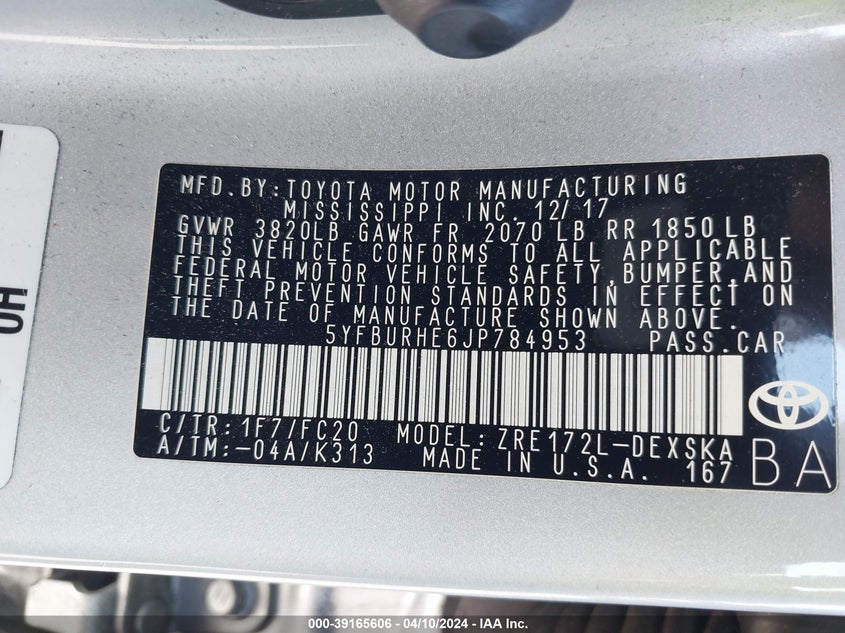 MFD.BY:TOYOTA MOTOR MANUFACTURING
MISSISSIPPI INC. 12/17
GVWR 3820LB GAWR FR 2070 LB RR 1850 LB
THIS VEHICLE CONFORMS TO ALL APPLICABLE
FEDERAL MOTOR VEHICLE SAFETY,BUMPER,AND
THEFT PREVENTION STANDARDS IN EFFECT ON
THE DATE OF MANUFACTURE SHOWN ABOVE.
5YFBURHE6JP784953 PASS.CAR
C/TR:1F7/FC20 MODEL:ZRE172L-DEXSKA
A/TM:-04A/K313 MADE IN U.S.A. 167
BA
HO
000-39165606 - 04/10/2024 - IAA Inc.